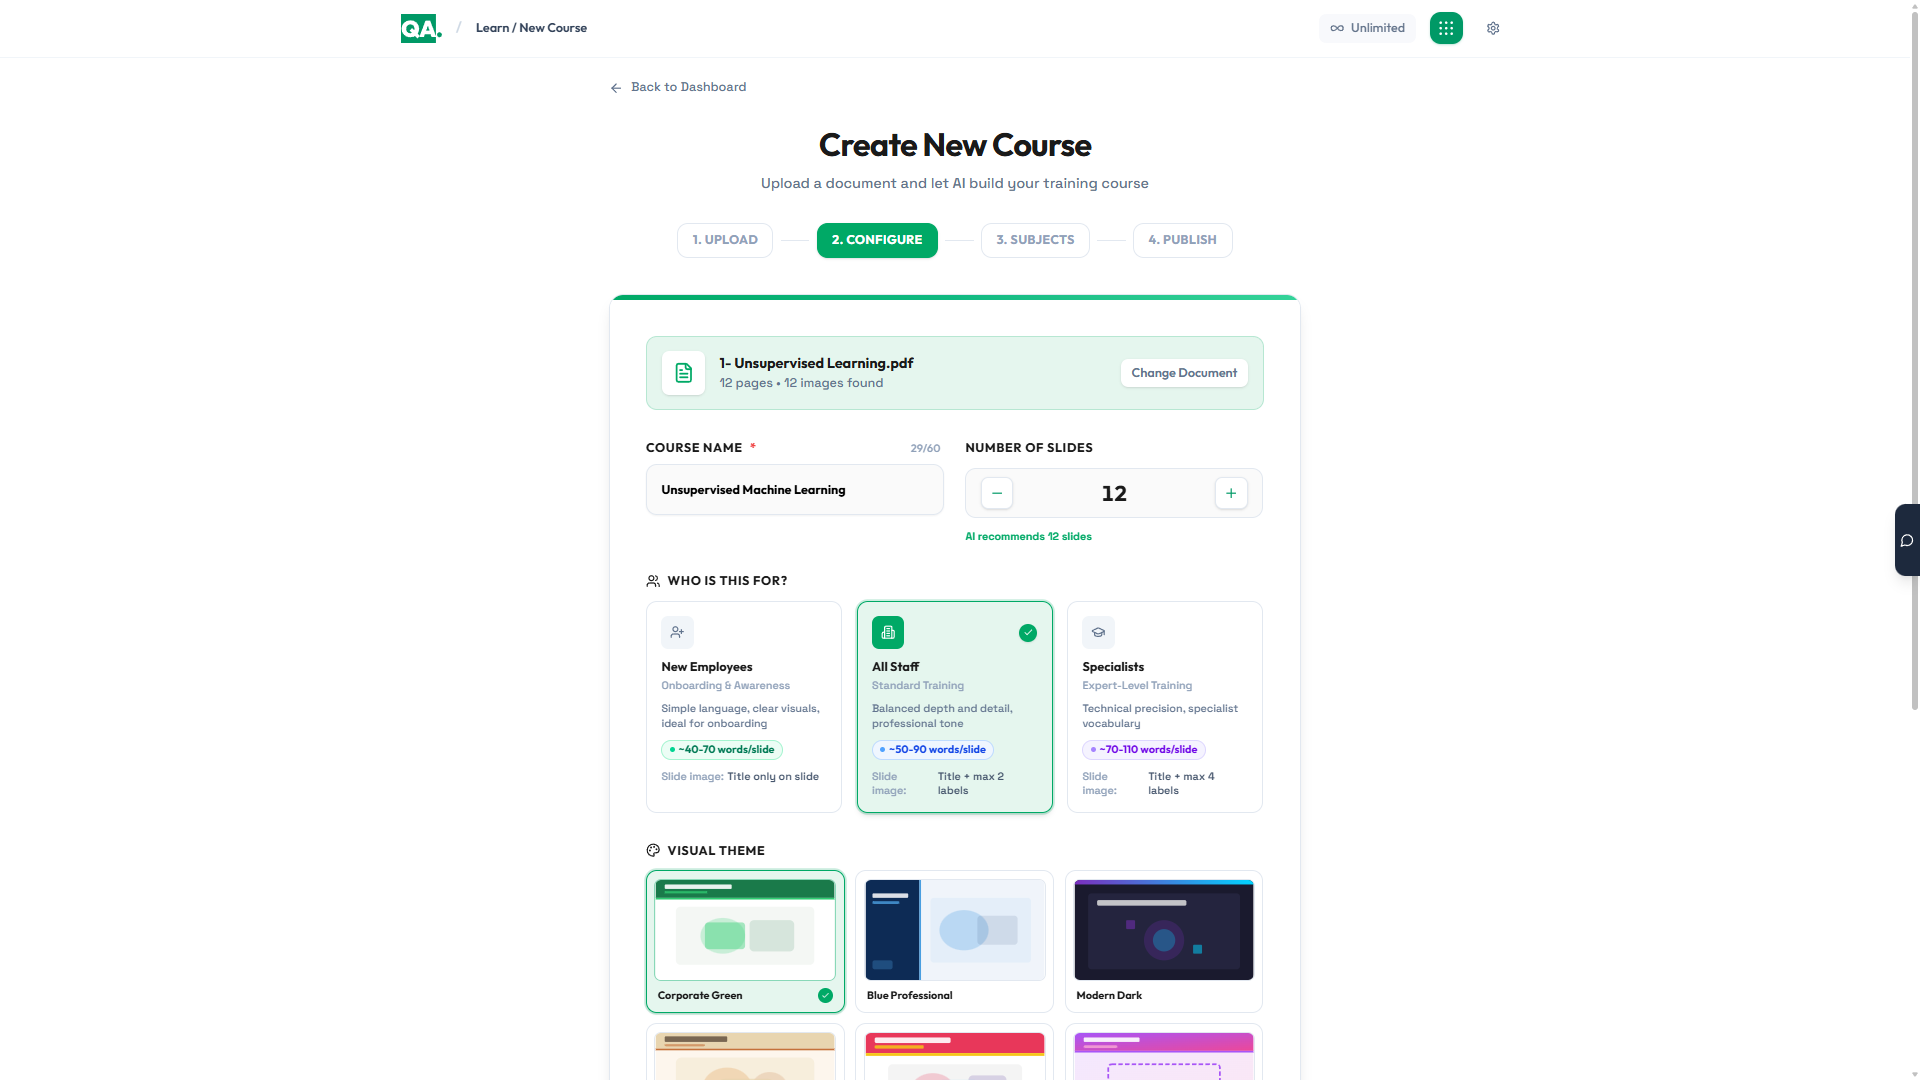 QA.
/
Learn / New Course
Unlimited
Back to Dashboard
Create New Course
Upload a document and let AI build your training course
1. UPLOAD
2. CONFIGURE
3. SUBJECTS
4. PUBLISH
1- Unsupervised Learning.pdf
12 pages • 12 images found
Change Document
COURSE NAME *
29/60
Unsupervised Machine Learning
NUMBER OF SLIDES
− 12 +
AI recommends 12 slides
WHO IS THIS FOR?
New Employees
Onboarding & Awareness
Simple language, clear visuals,
ideal for onboarding
~40-70 words/slide
Slide image: Title only on slide
All Staff
Standard Training
Balanced depth and detail,
professional tone
~50-90 words/slide
Slide image: Title + max 2 labels
Specialists
Expert-Level Training
Technical precision, specialist
vocabulary
~70-110 words/slide
Slide image: Title + max 4 labels
VISUAL THEME
Corporate Green
Blue Professional
Modern Dark